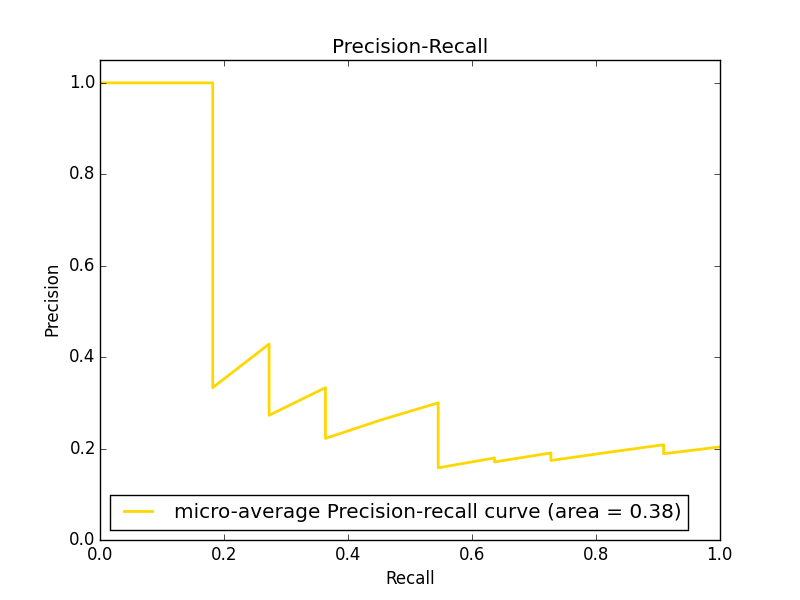 Precision-Recall
1.0
0.8
0.6
0.4
0.2
0.0
Precision
micro-average Precision-recall curve (area = 0.38)
0.0 0.2 0.4 0.6 0.8 1.0
Recall